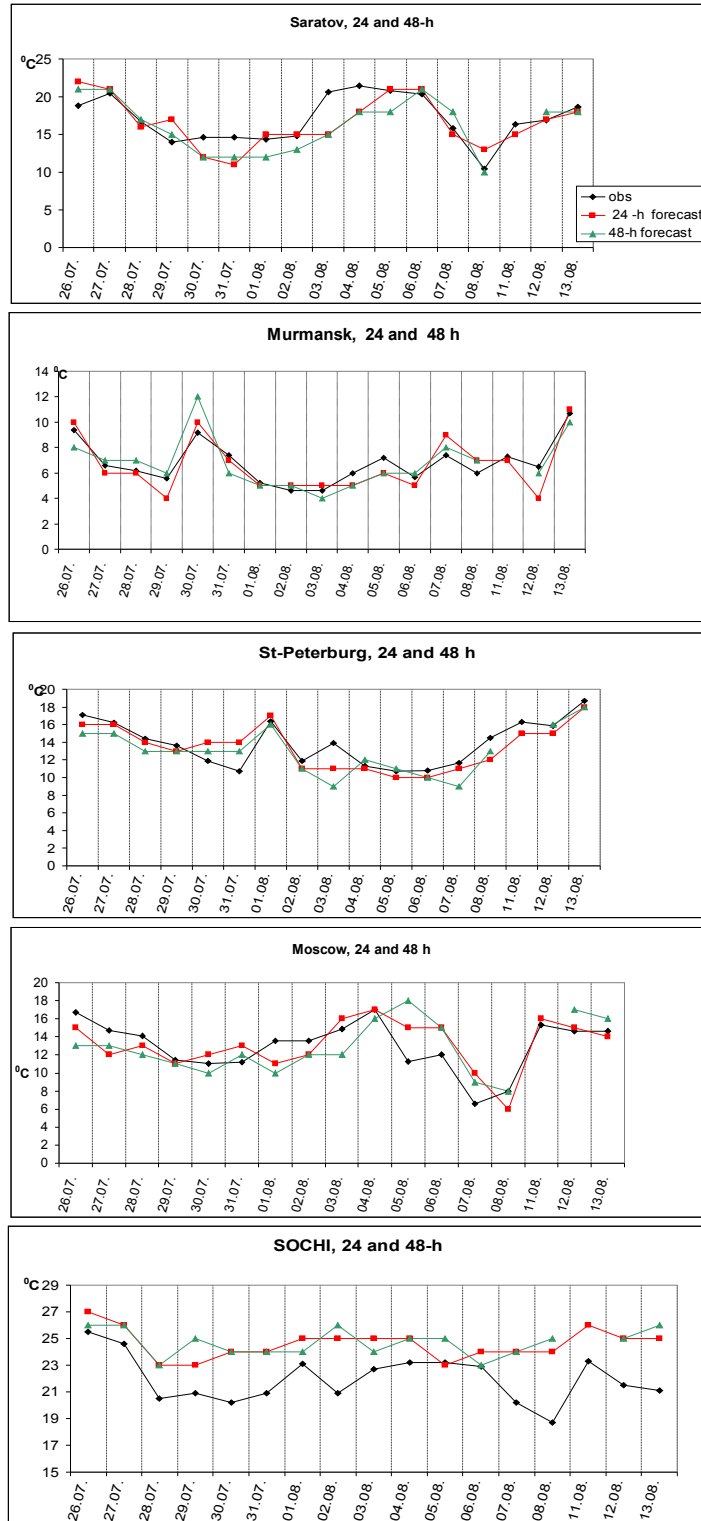 Saratov, 24 and 48-h
⁰C
25
20
15
10
5
0
26.07. 27.07. 28.07. 29.07. 30.07. 31.07. 01.08. 02.08. 03.08. 04.08. 05.08. 06.08. 07.08. 08.08. 11.08. 12.08. 13.08.
obs
24 -h forecast
48-h forecast
Murmansk, 24 and 48 h
⁰C
14
12
10
8
6
4
2
0
26.07. 27.07. 28.07. 29.07. 30.07. 31.07. 01.08. 02.08. 03.08. 04.08. 05.08. 06.08. 07.08. 08.08. 11.08. 12.08. 13.08.
St-Peterburg, 24 and 48 h
⁰C
20
18
16
14
12
10
8
6
4
2
0
26.07. 27.07. 28.07. 29.07. 30.07. 31.07. 01.08. 02.08. 03.08. 04.08. 05.08. 06.08. 07.08. 08.08. 11.08. 12.08. 13.08.
Moscow, 24 and 48 h
20
18
16
14
12
⁰C
10
8
6
4
2
0
26.07. 27.07. 28.07. 29.07. 30.07. 31.07. 01.08. 02.08. 03.08. 04.08. 05.08. 06.08. 07.08. 08.08. 11.08. 12.08. 13.08.
SOCHI, 24 and 48-h
⁰C
29
27
25
23
21
19
17
15
26.07. 27.07. 28.07. 29.07. 30.07. 31.07. 01.08. 02.08. 03.08. 04.08. 05.08. 06.08. 07.08. 08.08. 11.08. 12.08. 13.08.